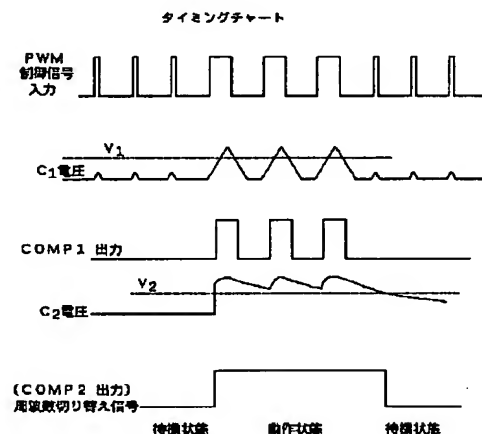 タイミングチャート
PWM
制御信号
入力
V1
C1電圧
COMP1 出力
V2
C2電圧
(COMP2 出力)
周波数切り替え信号
待機状態 動作状態 待機状態